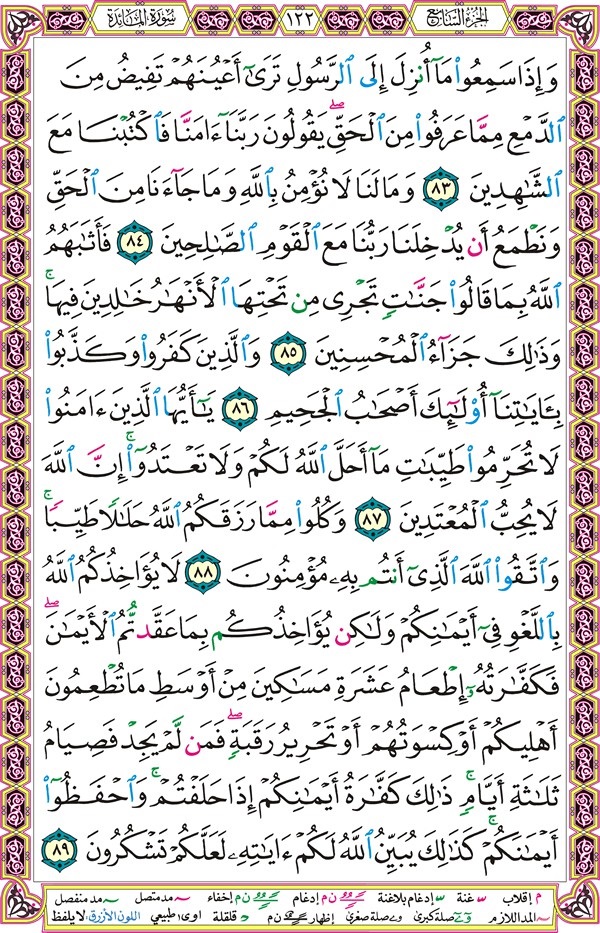 الجزء السابع
١٢٢
سورة المائدة
وَإِذَا سَمِعُوا۟ مَآ أُنزِلَ إِلَى ٱلرَّسُولِ تَرَىٰٓ أَعْيُنَهُمْ تَفِيضُ مِنَ
ٱلدَّمْعِ مِمَّا عَرَفُوا۟ مِنَ ٱلْحَقِّ ۖ يَقُولُونَ رَبَّنَآ ءَامَنَّا فَٱكْتُبْنَا مَعَ
ٱلشَّٰهِدِينَ ٨٣ وَمَا لَنَا لَا نُؤْمِنُ بِٱللَّهِ وَمَا جَآءَنَا مِنَ ٱلْحَقِّ
وَنَطْمَعُ أَن يُدْخِلَنَا رَبُّنَا مَعَ ٱلْقَوْمِ ٱلصَّٰلِحِينَ ٨٤ فَأَثَٰبَهُمُ
ٱللَّهُ بِمَا قَالُوا۟ جَنَّٰتٍ تَجْرِى مِن تَحْتِهَا ٱلْأَنْهَٰرُ خَٰلِدِينَ فِيهَا ۚ
وَذَٰلِكَ جَزَآءُ ٱلْمُحْسِنِينَ ٨٥ وَٱلَّذِينَ كَفَرُوا۟ وَكَذَّبُوا۟
بِـَٔايَٰتِنَآ أُو۟لَٰٓئِكَ أَصْحَٰبُ ٱلْجَحِيمِ ٨٦ يَٰٓأَيُّهَا ٱلَّذِينَ ءَامَنُوا۟
لَا تُحَرِّمُوا۟ طَيِّبَٰتِ مَآ أَحَلَّ ٱللَّهُ لَكُمْ وَلَا تَعْتَدُوٓا۟ ۚ إِنَّ ٱللَّهَ
لَا يُحِبُّ ٱلْمُعْتَدِينَ ٨٧ وَكُلُوا۟ مِمَّا رَزَقَكُمُ ٱللَّهُ حَلَٰلًا طَيِّبًا ۚ
وَٱتَّقُوا۟ ٱللَّهَ ٱلَّذِىٓ أَنتُم بِهِۦ مُؤْمِنُونَ ٨٨ لَا يُؤَاخِذُكُمُ ٱللَّهُ
بِٱللَّغْوِ فِىٓ أَيْمَٰنِكُمْ وَلَٰكِن يُؤَاخِذُكُم بِمَا عَقَّدتُّمُ ٱلْأَيْمَٰنَ ۖ
فَكَفَّٰرَتُهُۥٓ إِطْعَامُ عَشَرَةِ مَسَٰكِينَ مِنْ أَوْسَطِ مَا تُطْعِمُونَ
أَهْلِيكُمْ أَوْ كِسْوَتُهُمْ أَوْ تَحْرِيرُ رَقَبَةٍ ۖ فَمَن لَّمْ يَجِدْ فَصِيَامُ
ثَلَٰثَةِ أَيَّامٍ ۚ ذَٰلِكَ كَفَّٰرَةُ أَيْمَٰنِكُمْ إِذَا حَلَفْتُمْ ۚ وَٱحْفَظُوٓا۟
أَيْمَٰنَكُمْ ۚ كَذَٰلِكَ يُبَيِّنُ ٱللَّهُ لَكُمْ ءَايَٰتِهِۦ لَعَلَّكُمْ تَشْكُرُونَ ٨٩
م إقلاب غنة إدغام بلاغنة ن م إدغام إخفاء مد متصل مد منفصل
المد اللازم صلة كبرى صلة صغرى إظهار ن م قلقلة اوى طبيعي اللون الأزرق لا يلفظ